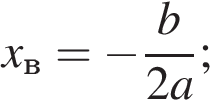 xв = −b/2a;